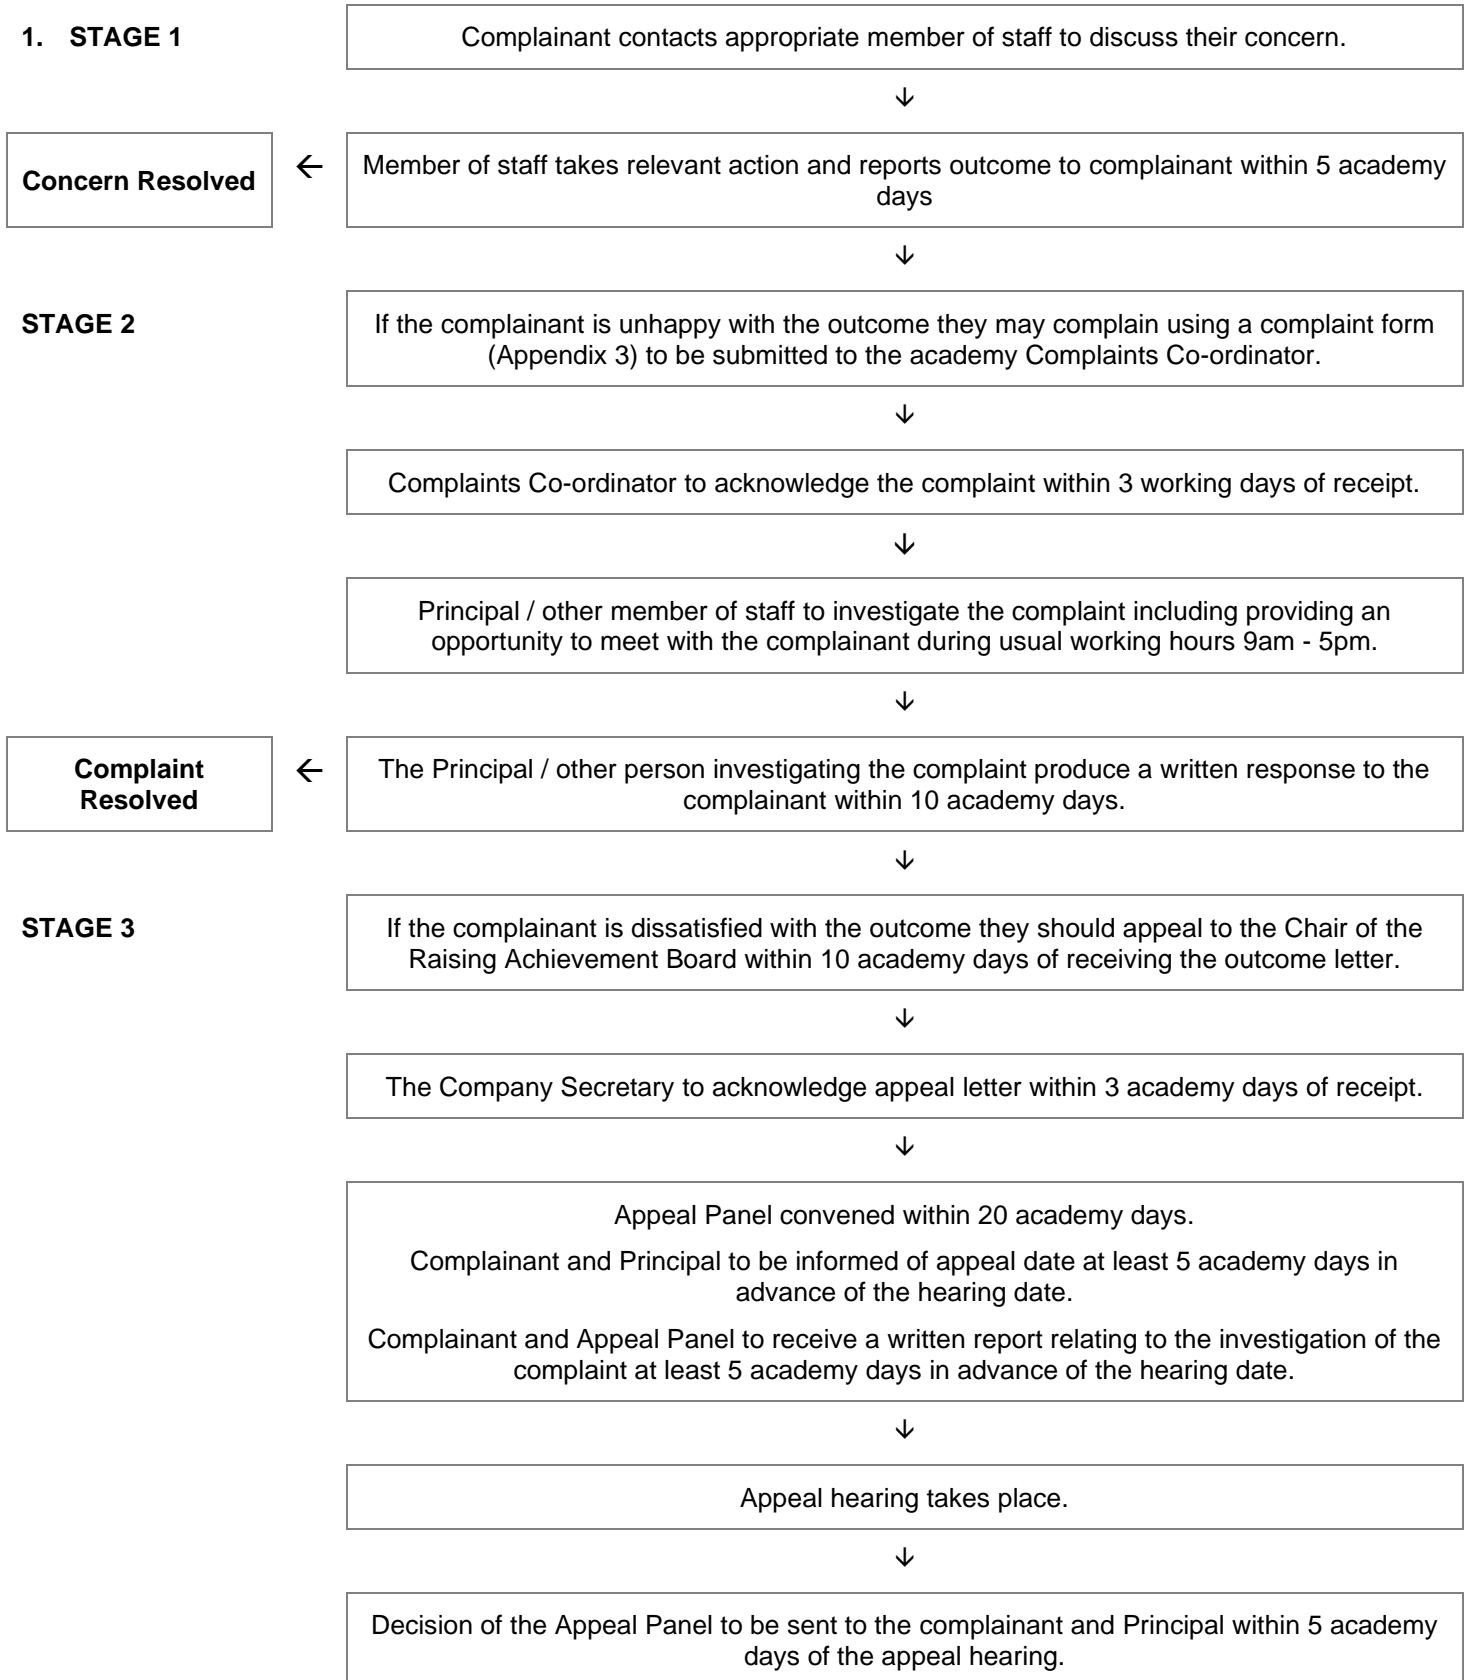 1. STAGE 1
Complainant contacts appropriate member of staff to discuss their concern.
Concern Resolved
Member of staff takes relevant action and reports outcome to complainant within 5 academy
days
STAGE 2
If the complainant is unhappy with the outcome they may complain using a complaint form
(Appendix 3) to be submitted to the academy Complaints Co-ordinator.
Complaints Co-ordinator to acknowledge the complaint within 3 working days of receipt.
Principal / other member of staff to investigate the complaint including providing an
opportunity to meet with the complainant during usual working hours 9am - 5pm.
Complaint
Resolved
The Principal / other person investigating the complaint produce a written response to the
complainant within 10 academy days.
STAGE 3
If the complainant is dissatisfied with the outcome they should appeal to the Chair of the
Raising Achievement Board within 10 academy days of receiving the outcome letter.
The Company Secretary to acknowledge appeal letter within 3 academy days of receipt.
Appeal Panel convened within 20 academy days.
Complainant and Principal to be informed of appeal date at least 5 academy days in
advance of the hearing date.
Complainant and Appeal Panel to receive a written report relating to the investigation of the
complaint at least 5 academy days in advance of the hearing date.
Appeal hearing takes place.
Decision of the Appeal Panel to be sent to the complainant and Principal within 5 academy
days of the appeal hearing.